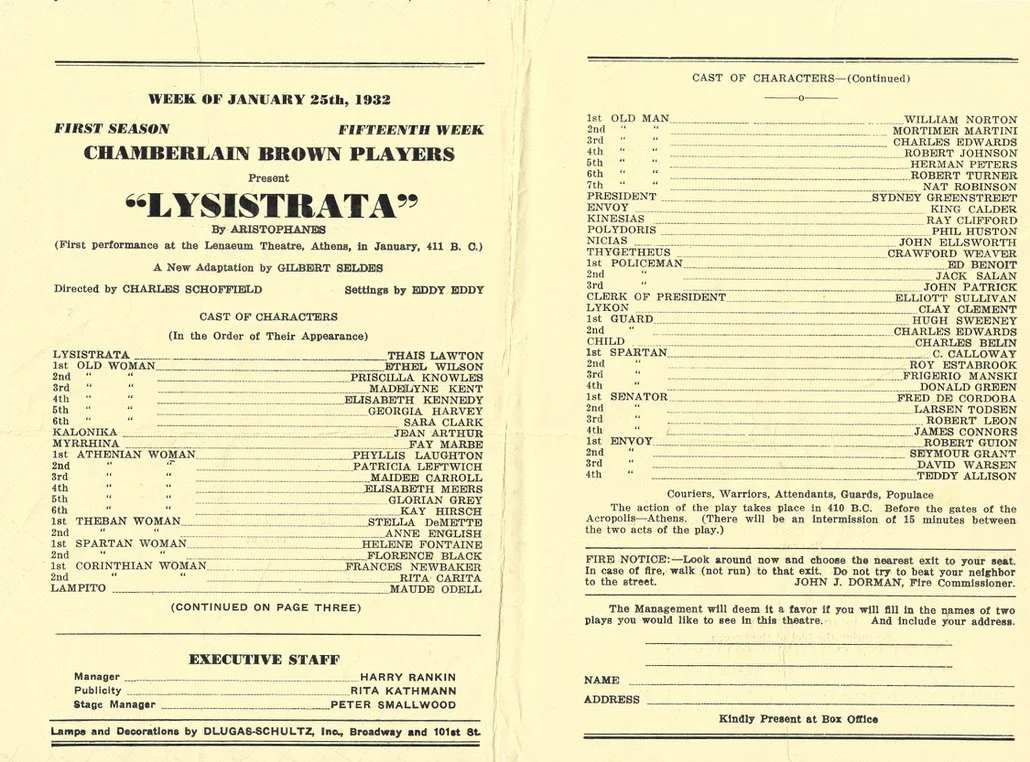 WEEK OF JANUARY 25th, 1932
FIRST SEASON FIFTEENTH WEEK
CHAMBERLAIN BROWN PLAYERS
Present
“LYSISTRATA”
By ARISTOPHANES
(First performance at the Lenaeum Theatre, Athens, in January, 411 B. C.)
A New Adaptation by GILBERT SELDES
Directed by CHARLES SCHOFFIELD Settings by EDDY EDDY
CAST OF CHARACTERS
(In the Order of Their Appearance)
LYSISTRATA THAIS LAWTON
1st OLD WOMAN ETHEL WILSON
2nd “ “ PRISCILLA KNOWLES
3rd “ “ MADELYNE KENT
4th “ “ ELISABETH KENNEDY
5th “ “ GEORGIA HARVEY
6th “ “ SARA CLARK
KALONIKA JEAN ARTHUR
MYRRHINA FAY MARBE
1st ATHENIAN WOMAN PHYLLIS LAUGHTON
2nd “ “ PATRICIA LEFTWICH
3rd “ “ MAIDEE CARROLL
4th “ “ ELISABETH MEERS
5th “ “ GLORIAN GREY
6th “ “ KAY HIRSCH
1st THEBAN WOMAN STELLA DeMETTE
2nd “ “ ANNE ENGLISH
1st SPARTAN WOMAN HELENE FONTAINE
2nd “ “ FLORENCE BLACK
1st CORINTHIAN WOMAN FRANCES NEWBAKER
2nd “ “ RITA CARITA
LAMPITO MAUDE ODELL
(CONTINUED ON PAGE THREE)
EXECUTIVE STAFF
Manager HARRY RANKIN
Publicity RITA KATHMANN
Stage Manager PETER SMALLWOOD
Lamps and Decorations by DLUGAS-SCHULTZ, Inc., Broadway and 101st St.
CAST OF CHARACTERS—(Continued)
1st OLD MAN WILLIAM NORTON
2nd “ “ MORTIMER MARTINI
3rd “ “ CHARLES EDWARDS
4th “ “ ROBERT JOHNSON
5th “ “ HERMAN PETERS
6th “ “ ROBERT TURNER
7th “ “ NAT ROBINSON
PRESIDENT SYDNEY GREENSTREET
ENVOY KING CALDER
KINESIAS RAY CLIFFORD
POLYDORIS PHIL HUSTON
NICIAS JOHN ELLSWORTH
THYGETHEUS CRAWFORD WEAVER
1st POLICEMAN ED BENOIT
2nd “ JACK SALAN
3rd “ JOHN PATRICK
CLERK OF PRESIDENT ELLIOTT SULLIVAN
LYKON CLAY CLEMENT
1st GUARD HUGH SWEENEY
2nd “ CHARLES EDWARDS
CHILD CHARLES BELIN
1st SPARTAN C. CALLOWAY
2nd “ ROY ESTABROOK
3rd “ FRIGERIO MANSKI
4th “ DONALD GREEN
1st SENATOR FRED DE CORDOBA
2nd “ LARSEN TODSEN
3rd “ ROBERT LEON
4th “ JAMES CONNORS
1st ENVOY ROBERT GUION
2nd “ SEYMOUR GRANT
3rd “ DAVID WARSEN
4th “ TEDDY ALLISON
Couriers, Warriors, Attendants, Guards, Populace
The action of the play takes place in 410 B.C. Before the gates of the
Acropolis—Athens. (There will be an intermission of 15 minutes between
the two acts of the play.)
FIRE NOTICE:—Look around now and choose the nearest exit to your seat.
In case of fire, walk (not run) to that exit. Do not try to beat your neighbor
to the street. JOHN J. DORMAN, Fire Commissioner.
The Management will deem it a favor if you will fill in the names of two
plays you would like to see in this theatre. And include your address.
NAME
ADDRESS
Kindly Present at Box Office